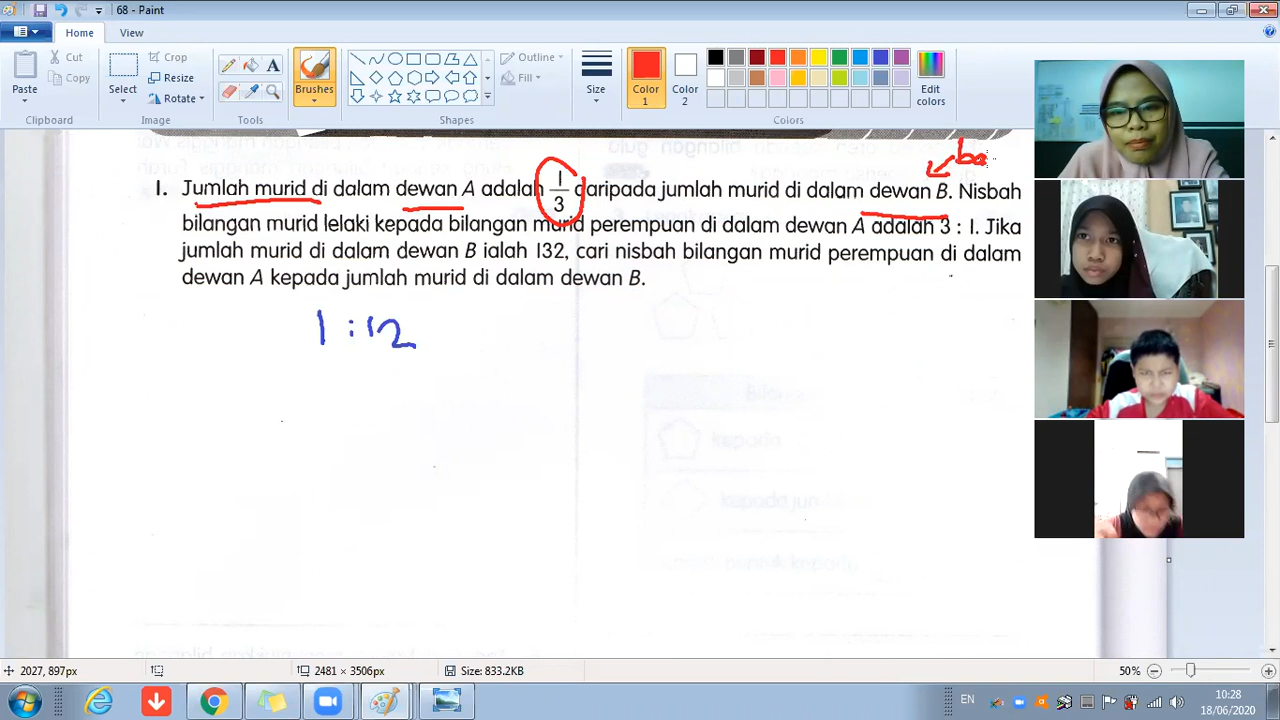 68 - Paint
Home
View
Paste
Cut
Copy
Select
Crop
Resize
Rotate
Brushes
Outline
Fill
Size
Color 1
Color 2
Edit colors
Clipboard
Image
Tools
Shapes
Colors
be
1. Jumlah murid di dalam dewan A adalah 1/3 daripada jumlah murid di dalam dewan B. Nisbah
bilangan murid lelaki kepada bilangan murid perempuan di dalam dewan A adalah 3 : 1. Jika
jumlah murid di dalam dewan B ialah 132, cari nisbah bilangan murid perempuan di dalam
dewan A kepada jumlah murid di dalam dewan B.
1 : 12
2027, 897px
2481 × 3506px
Size: 833.2KB
50%
EN
10:28
18/06/2020